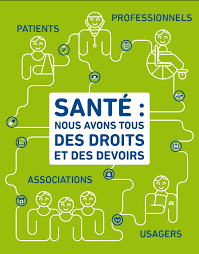 PROFESSIONNELS
PATIENTS
SANTÉ :
NOUS AVONS TOUS
DES DROITS
ET DES DEVOIRS
ASSOCIATIONS
USAGERS